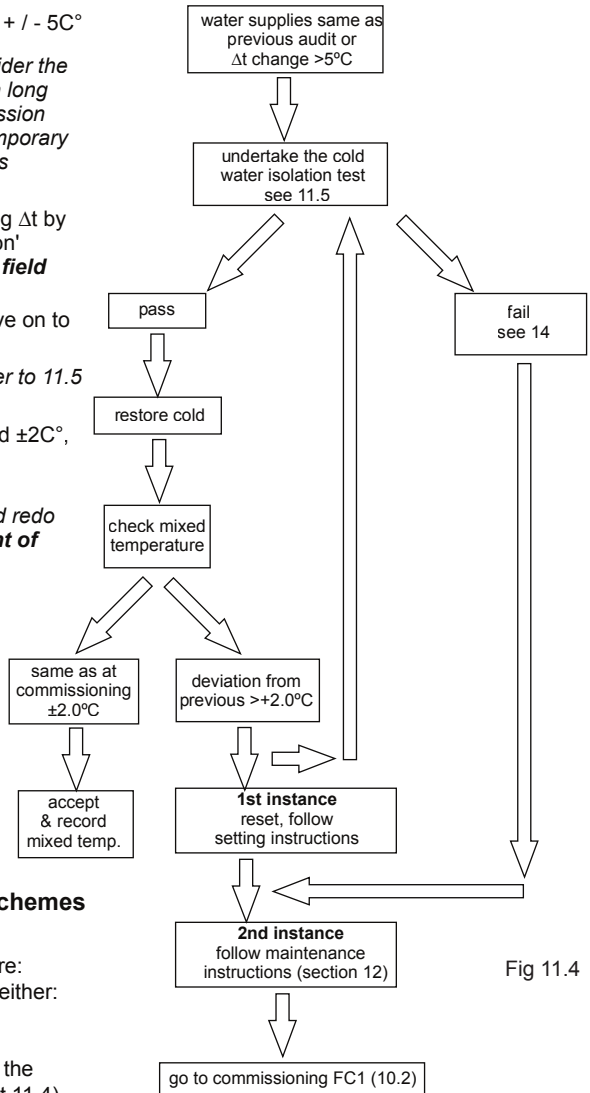 + / - 5C°
ider the
long
ssion
mporary
s
g Δt by
on'
field
ve on to
er to 11.5
d ±2C°,
d redo
nt of
chemes
re:
either:
the
t 11.4)
water supplies same as
previous audit or
Δt change >5ºC
undertake the cold
water isolation test
see 11.5
pass
fail
see 14
restore cold
check mixed
temperature
same as at
commissioning
±2.0ºC
deviation from
previous >+2.0ºC
accept
& record
mixed temp.
1st instance
reset, follow
setting instructions
2nd instance
follow maintenance
instructions (section 12)
Fig 11.4
go to commissioning FC1 (10.2)